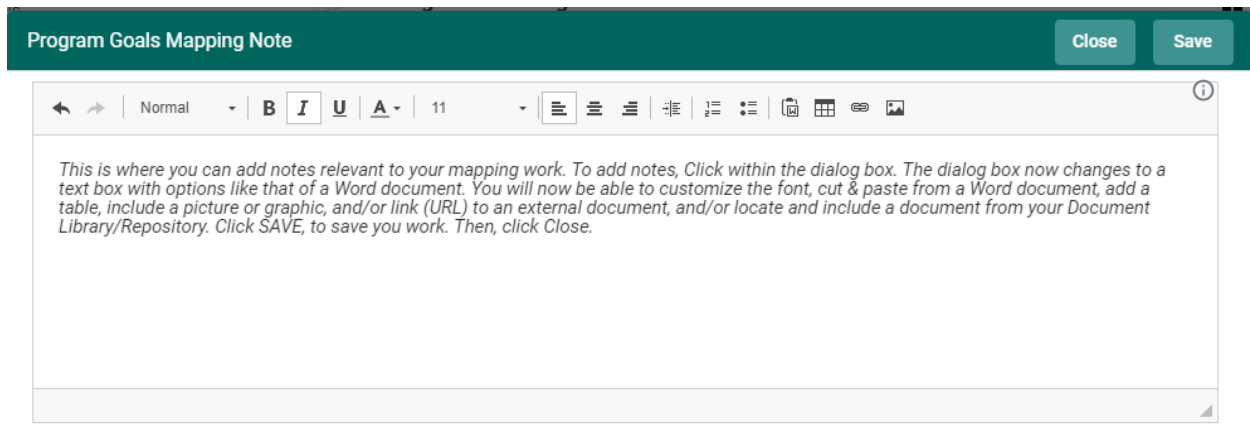 Program Goals Mapping Note
Close
Save
Normal
B I U A 11
This is where you can add notes relevant to your mapping work. To add notes, Click within the dialog box. The dialog box now changes to a
text box with options like that of a Word document. You will now be able to customize the font, cut & paste from a Word document, add a
table, include a picture or graphic, and/or link (URL) to an external document, and/or locate and include a document from your Document
Library/Repository. Click SAVE, to save you work. Then, click Close.